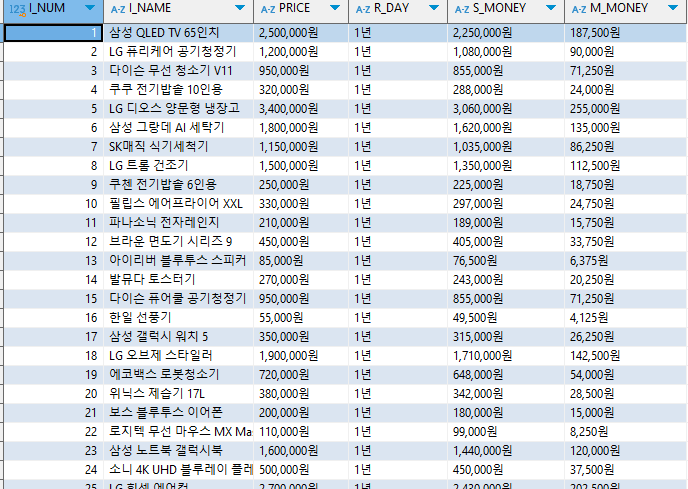 123 I_NUM A-Z I_NAME A-Z PRICE A-Z R_DAY A-Z S_MONEY A-Z M_MONEY
1 삼성 QLED TV 65인치 2,500,000원 1년 2,250,000원 187,500원
2 LG 퓨리케어 공기청정기 1,200,000원 1년 1,080,000원 90,000원
3 다이슨 무선 청소기 V11 950,000원 1년 855,000원 71,250원
4 쿠쿠 전기밥솥 10인용 320,000원 1년 288,000원 24,000원
5 LG 디오스 양문형 냉장고 3,400,000원 1년 3,060,000원 255,000원
6 삼성 그랑데 AI 세탁기 1,800,000원 1년 1,620,000원 135,000원
7 SK매직 식기세척기 1,150,000원 1년 1,035,000원 86,250원
8 LG 트롬 건조기 1,500,000원 1년 1,350,000원 112,500원
9 쿠첸 전기밥솥 6인용 250,000원 1년 225,000원 18,750원
10 필립스 에어프라이어 XXL 330,000원 1년 297,000원 24,750원
11 파나소닉 전자레인지 210,000원 1년 189,000원 15,750원
12 브라운 면도기 시리즈 9 450,000원 1년 405,000원 33,750원
13 아이리버 블루투스 스피커 85,000원 1년 76,500원 6,375원
14 발뮤다 토스터기 270,000원 1년 243,000원 20,250원
15 다이슨 퓨어쿨 공기청정기 950,000원 1년 855,000원 71,250원
16 한일 선풍기 55,000원 1년 49,500원 4,125원
17 삼성 갤럭시 워치 5 350,000원 1년 315,000원 26,250원
18 LG 오브제 스타일러 1,900,000원 1년 1,710,000원 142,500원
19 에코백스 로봇청소기 720,000원 1년 648,000원 54,000원
20 위닉스 제습기 17L 380,000원 1년 342,000원 28,500원
21 보스 블루투스 이어폰 200,000원 1년 180,000원 15,000원
22 로지텍 무선 마우스 MX Mas 110,000원 1년 99,000원 8,250원
23 삼성 노트북 갤럭시북 1,600,000원 1년 1,440,000원 120,000원
24 소니 4K UHD 블루레이 플레 500,000원 1년 450,000원 37,500원
25 LG 휘센 에어컨 2,700,000원 1년 2,430,000원 202,500원